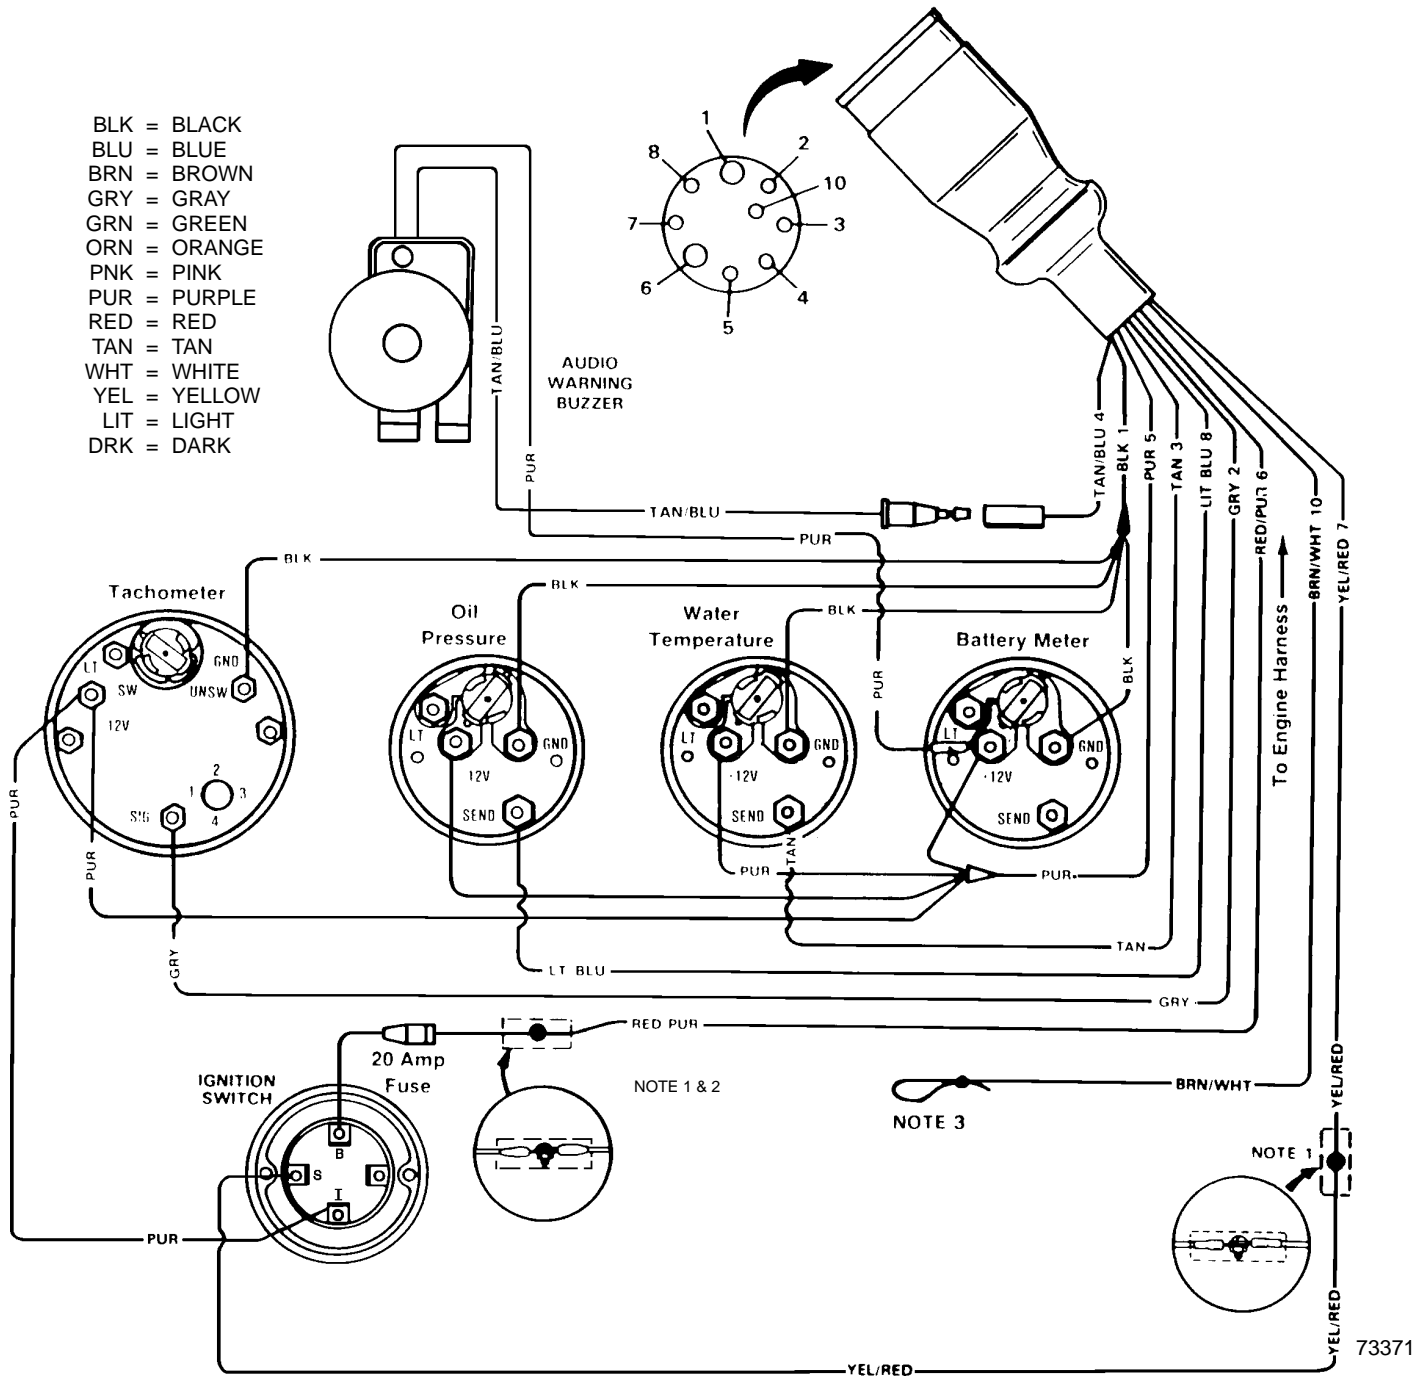 BLK = BLACK
BLU = BLUE
BRN = BROWN
GRY = GRAY
GRN = GREEN
ORN = ORANGE
PNK = PINK
PUR = PURPLE
RED = RED
TAN = TAN
WHT = WHITE
YEL = YELLOW
LIT = LIGHT
DRK = DARK
1
2
8
10
7
3
6
4
5
TAN/BLU
PUR
AUDIO
WARNING
BUZZER
TAN/BLU 4
BLK 1
PUR 5
TAN 3
LIT BLU 8
GRY 2
RED/PUR 6
BRN/WHT 10
YEL/RED 7
To Engine Harness
TAN/BLU
PUR
BLK
BLK
BLK
PUR
BLK
Tachometer
LT
GND
SW
UNSW
12V
2
1
3
4
SIG
Oil
Pressure
LT
GND
12V
SEND
Water
Temperature
LT
GND
12V
SEND
Battery Meter
LT
GND
12V
SEND
PUR
PUR
TAN
PUR
PUR
TAN
LT BLU
GRY
GRY
RED PUR
20 Amp
Fuse
NOTE 1 & 2
IGNITION
SWITCH
B
S
I
PUR
BRN/WHT
NOTE 3
YEL/RED
NOTE 1
YEL/RED
YEL/RED
73371